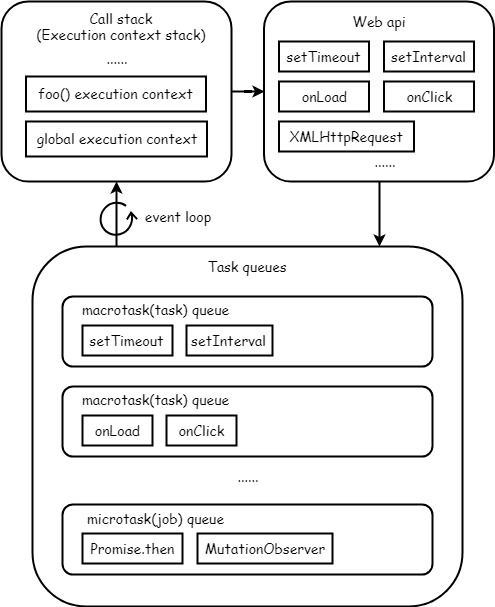 Call stack
(Execution context stack)
......
foo() execution context
global execution context
Web api
setTimeout
setInterval
onLoad
onClick
XMLHttpRequest
......
event loop
Task queues
macrotask(task) queue
setTimeout
setInterval
macrotask(task) queue
onLoad
onClick
......
microtask(job) queue
Promise.then
MutationObserver